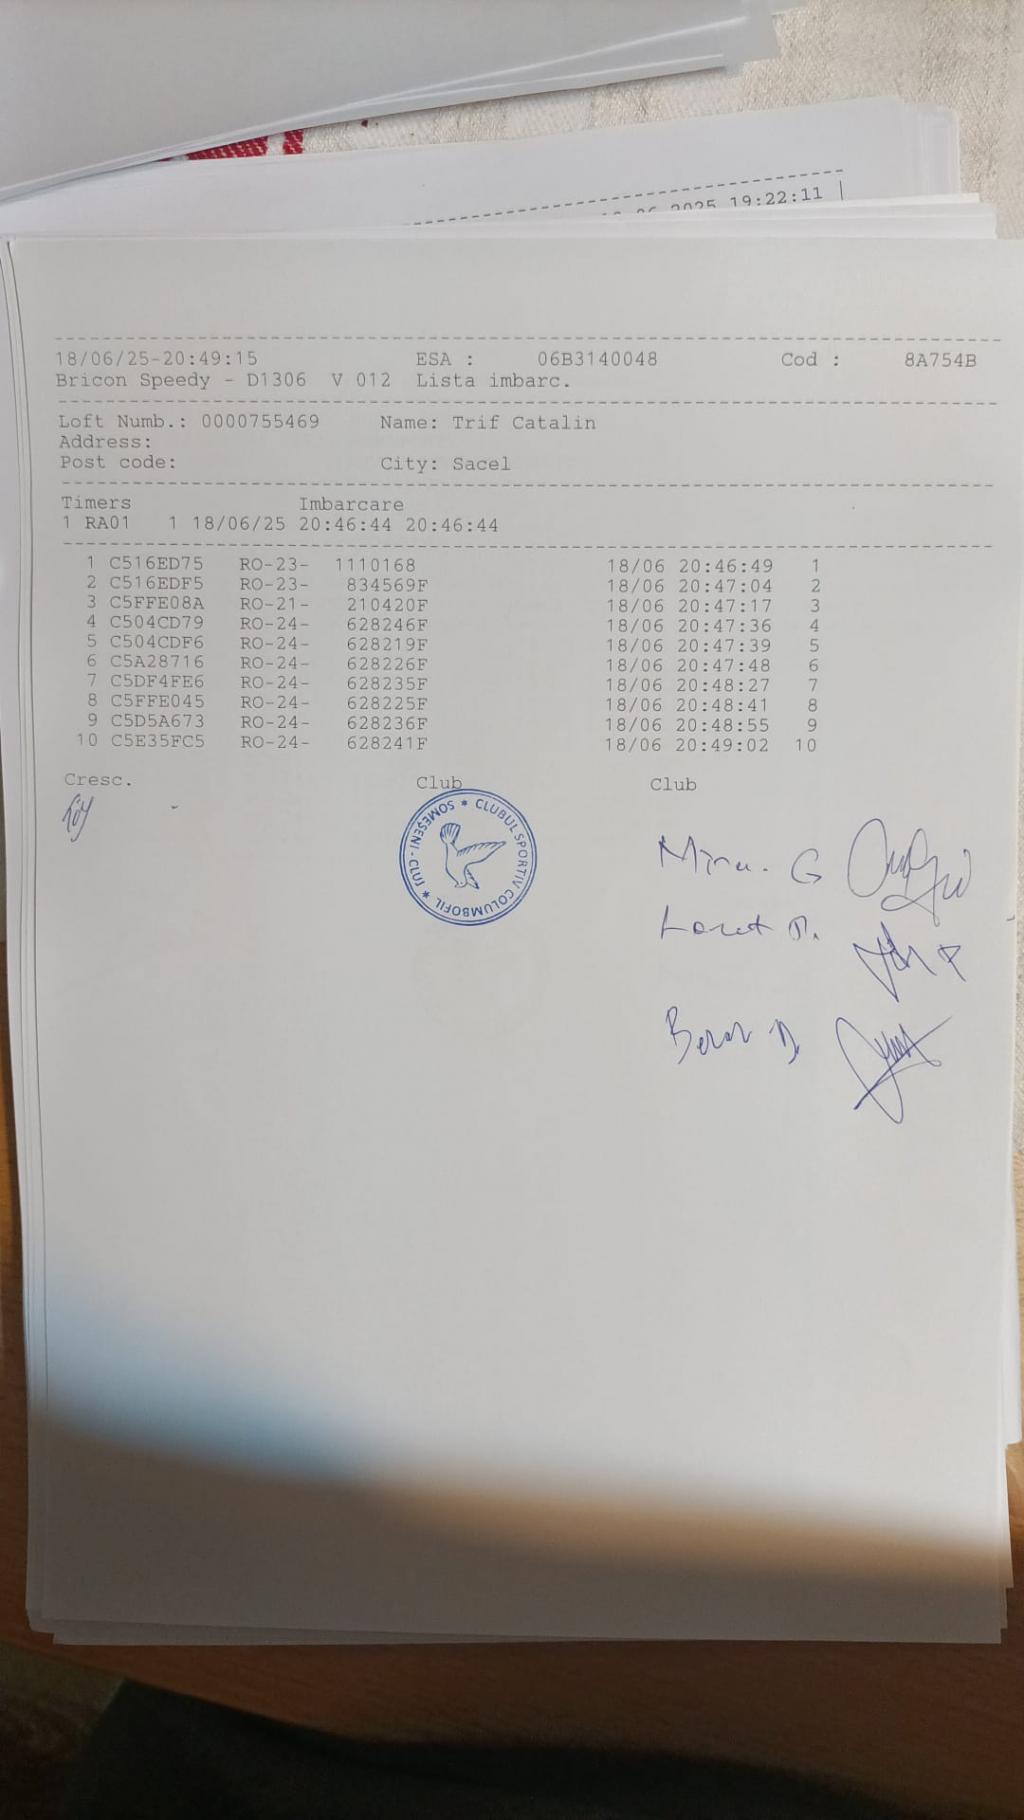 2025 19:22:11
18/06/25-20:49:15 ESA : 06B3140048 Cod : 8A754B
Bricon Speedy - D1306 V 012 Lista imbarc.
Loft Numb.: 0000755469 Name: Trif Catalin
Address:
Post code: City: Sacel
Timers Imbarcare
1 RA01 1 18/06/25 20:46:44 20:46:44
1 C516ED75 RO-23- 1110168 18/06 20:46:49 1
2 C516EDF5 RO-23- 834569F 18/06 20:47:04 2
3 C5FFE08A RO-21- 210420F 18/06 20:47:17 3
4 C504CD79 RO-24- 628246F 18/06 20:47:36 4
5 C504CDF6 RO-24- 628219F 18/06 20:47:39 5
6 C5A28716 RO-24- 628226F 18/06 20:47:48 6
7 C5DF4FE6 RO-24- 628235F 18/06 20:48:27 7
8 C5FFE045 RO-24- 628225F 18/06 20:48:41 8
9 C5D5A673 RO-24- 628236F 18/06 20:48:55 9
10 C5E35FC5 RO-24- 628241F 18/06 20:49:02 10
Cresc. Club Club
* CLUBUL SPORTIV COLUMBOFIL * CLUJ - SOMEŞENI